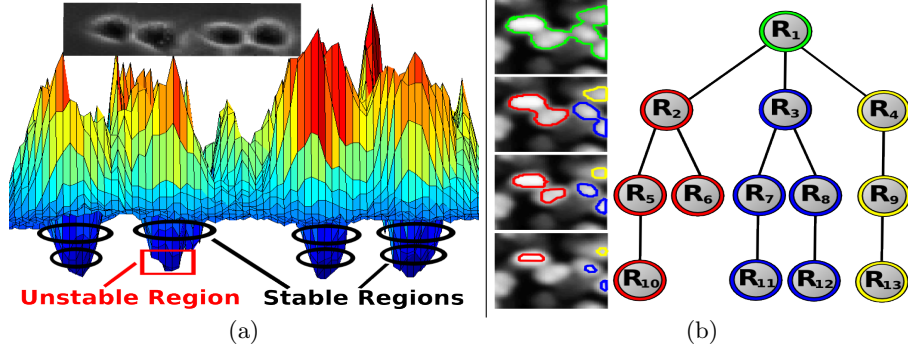 Unstable Region Stable Regions
(a)
R1
R2 R3 R4
R5 R6 R7 R8 R9
R10 R11 R12 R13
(b)